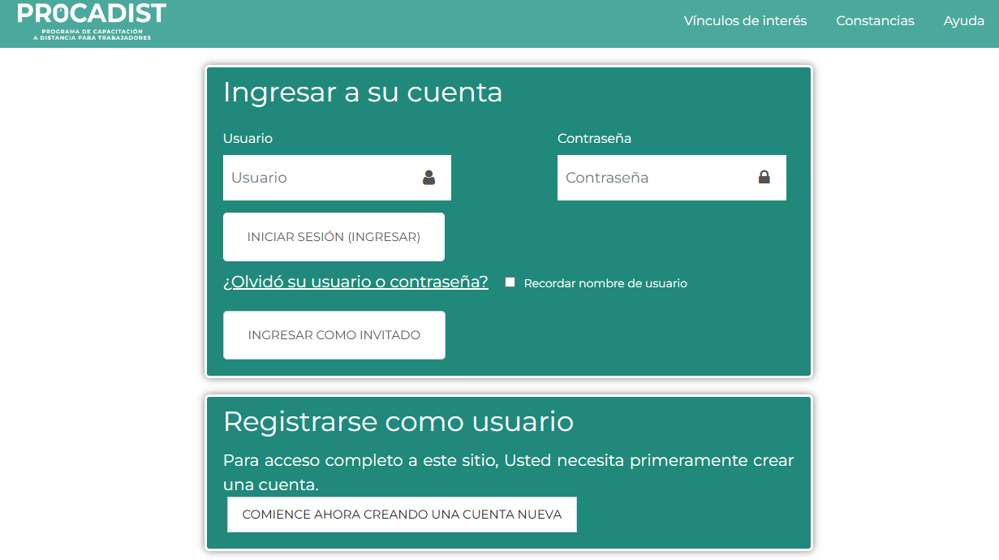 PROCADIST
PROGRAMA DE CAPACITACIÓN
A DISTANCIA PARA TRABAJADORES
Vínculos de interés Constancias Ayuda
Ingresar a su cuenta
Usuario Contraseña
Usuario Contraseña
INICIAR SESIÓN (INGRESAR)
¿Olvidó su usuario o contraseña? Recordar nombre de usuario
INGRESAR COMO INVITADO
Registrarse como usuario
Para acceso completo a este sitio, Usted necesita primeramente crear
una cuenta.
COMIENCE AHORA CREANDO UNA CUENTA NUEVA